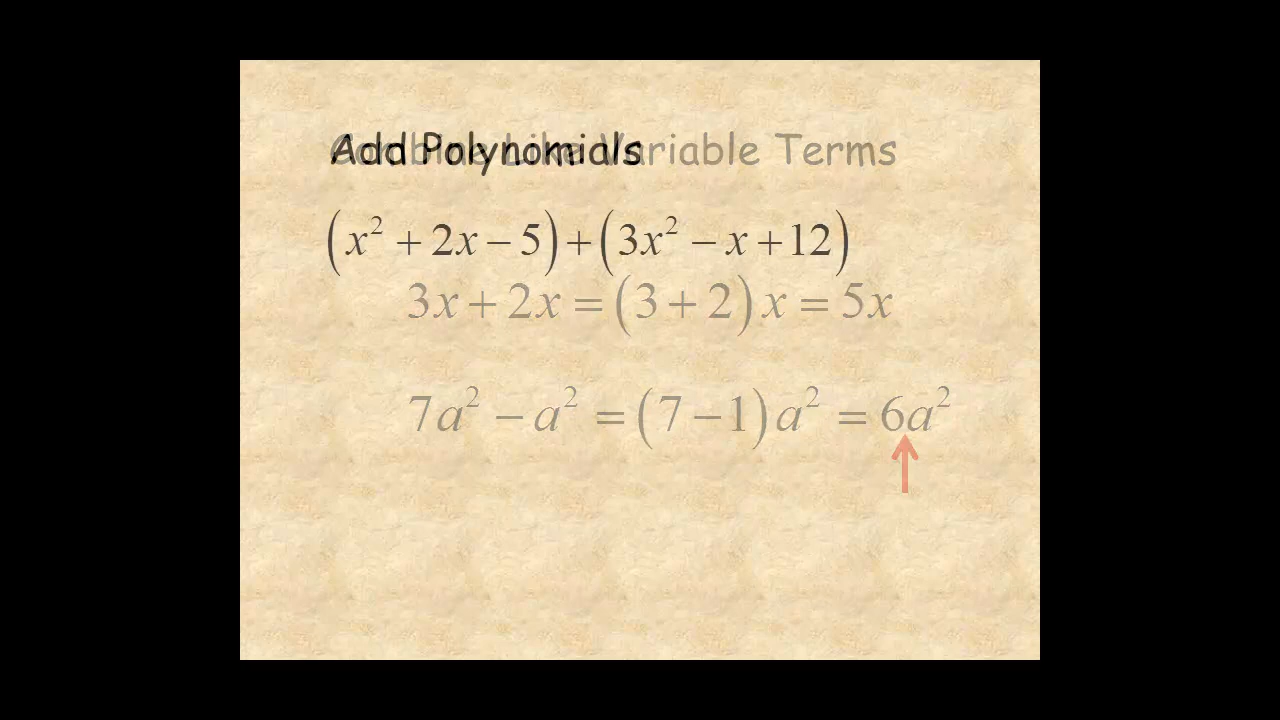 Add Polynomials
Combine Like Variable Terms
(x² + 2x − 5) + (3x² − x + 12)
3x + 2x = (3 + 2) x = 5x
7a² − a² = (7 − 1) a² = 6a²